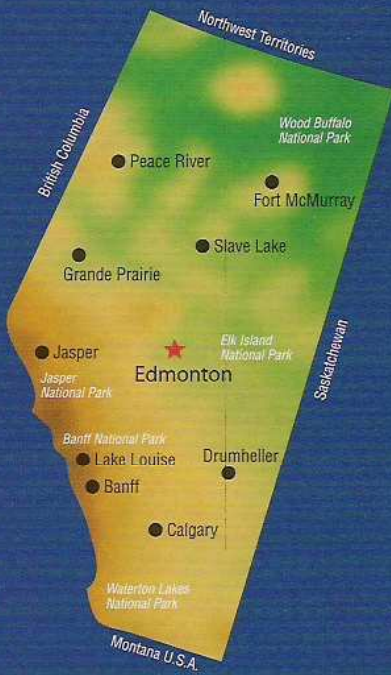 Northwest Territories
British Columbia
Wood Buffalo
National Park
Peace River
Fort McMurray
Slave Lake
Grande Prairie
Saskatchewan
Jasper
Elk Island
National Park
Edmonton
Jasper
National Park
Banff National Park
Lake Louise
Drumheller
Banff
Calgary
Waterton Lakes
National Park
Montana U.S.A.